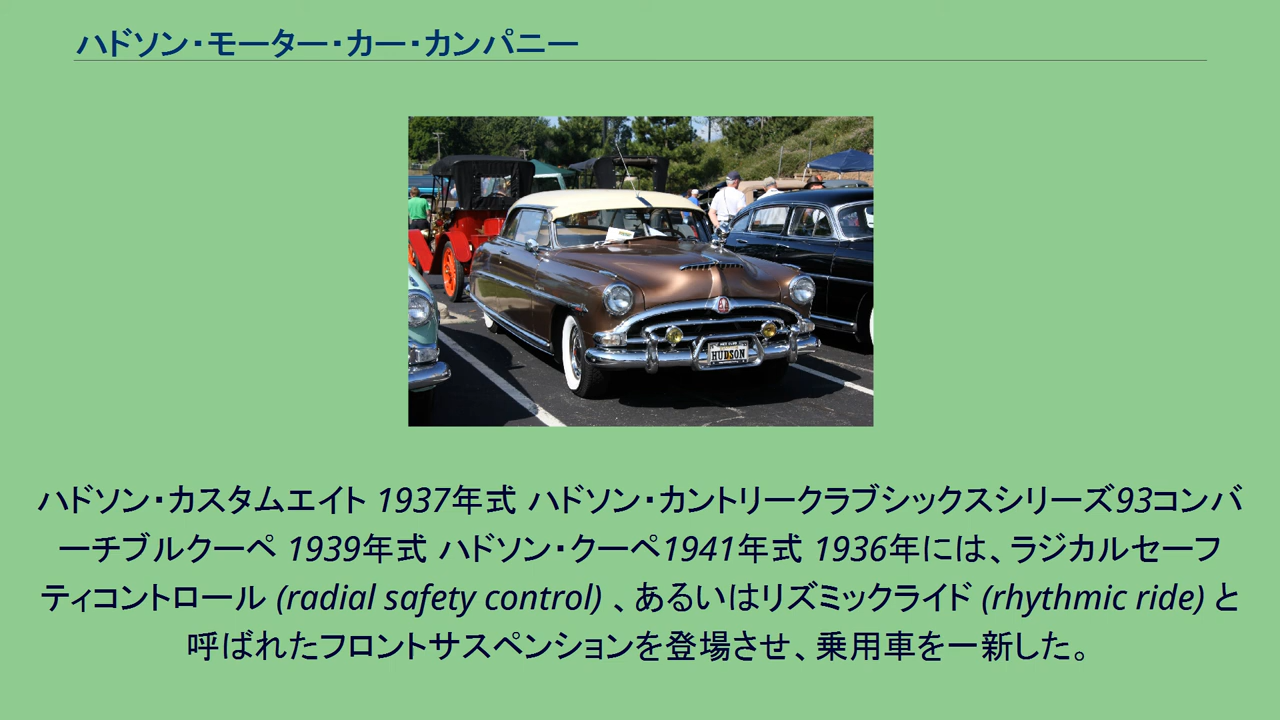 ハドソン・モーター・カー・カンパニー
HUDSON
ハドソン・カスタムエイト 1937年式 ハドソン・カントリークラブシックスシリーズ93コンバ
ーチブルクーペ 1939年式 ハドソン・クーペ1941年式 1936年には、ラジカルセーフ
ティコントロール (radial safety control) 、あるいはリズミックライド (rhythmic ride) と
呼ばれたフロントサスペンションを登場させ、乗用車を一新した。